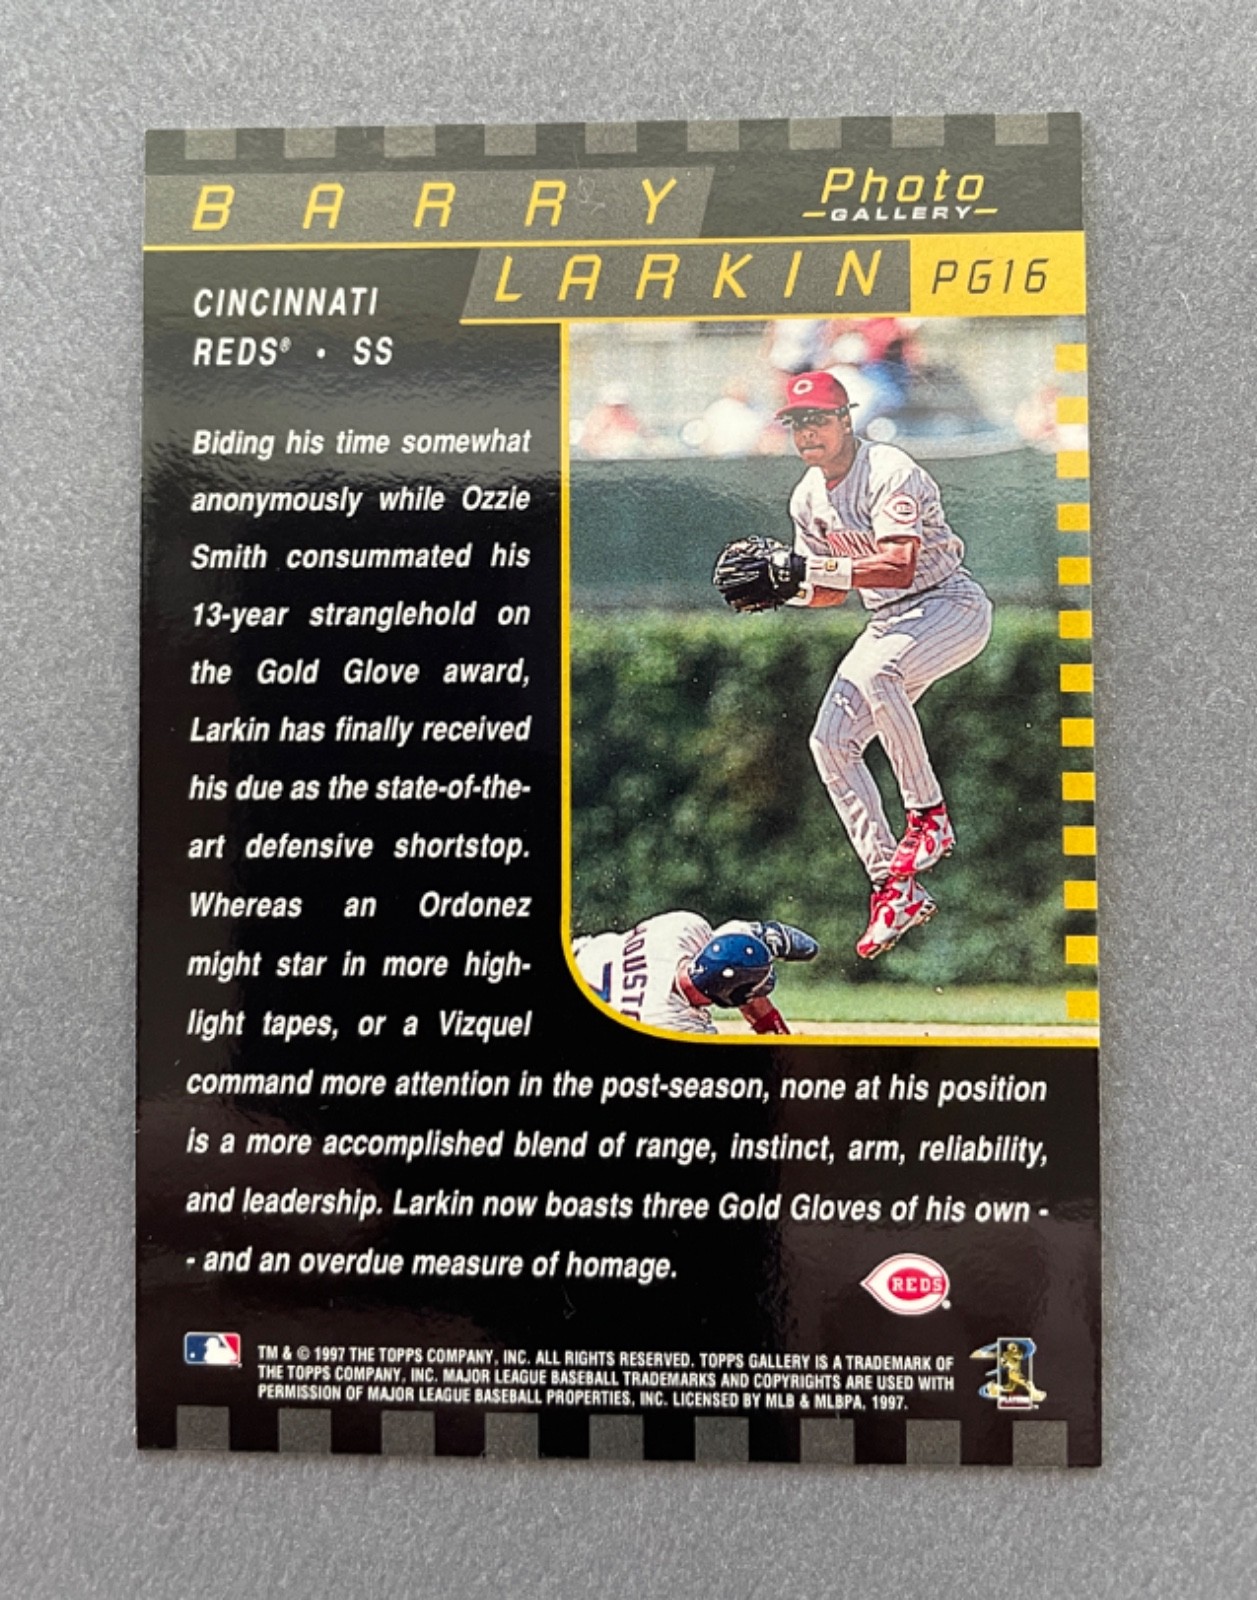 BARRY
Photo
GALLERY
LARKIN
PG16
CINCINNATI
REDS® • SS
Biding his time somewhat
anonymously while Ozzie
Smith consummated his
13-year stranglehold on
the Gold Glove award,
Larkin has finally received
his due as the state-of-the-
art defensive shortstop.
Whereas an Ordonez
might star in more high-
light tapes, or a Vizquel
command more attention in the post-season, none at his position
is a more accomplished blend of range, instinct, arm, reliability,
and leadership. Larkin now boasts three Gold Gloves of his own -
- and an overdue measure of homage.
HOUSTO
7
REDS
TM & © 1997 THE TOPPS COMPANY, INC. ALL RIGHTS RESERVED. TOPPS GALLERY IS A TRADEMARK OF
THE TOPPS COMPANY, INC. MAJOR LEAGUE BASEBALL TRADEMARKS AND COPYRIGHTS ARE USED WITH
PERMISSION OF MAJOR LEAGUE BASEBALL PROPERTIES, INC. LICENSED BY MLB & MLBPA, 1997.
PLAYERS